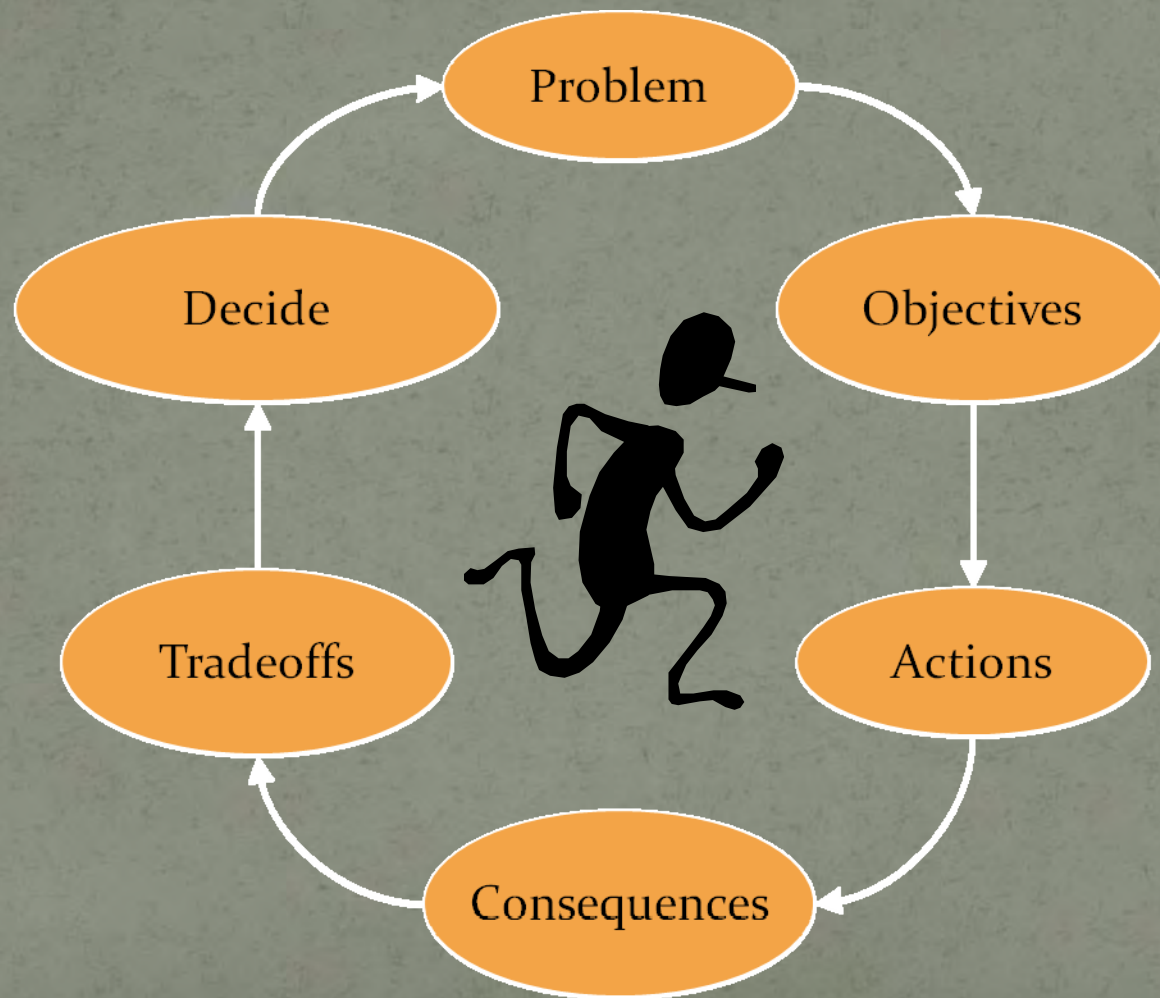 Problem
Objectives
Actions
Consequences
Tradeoffs
Decide